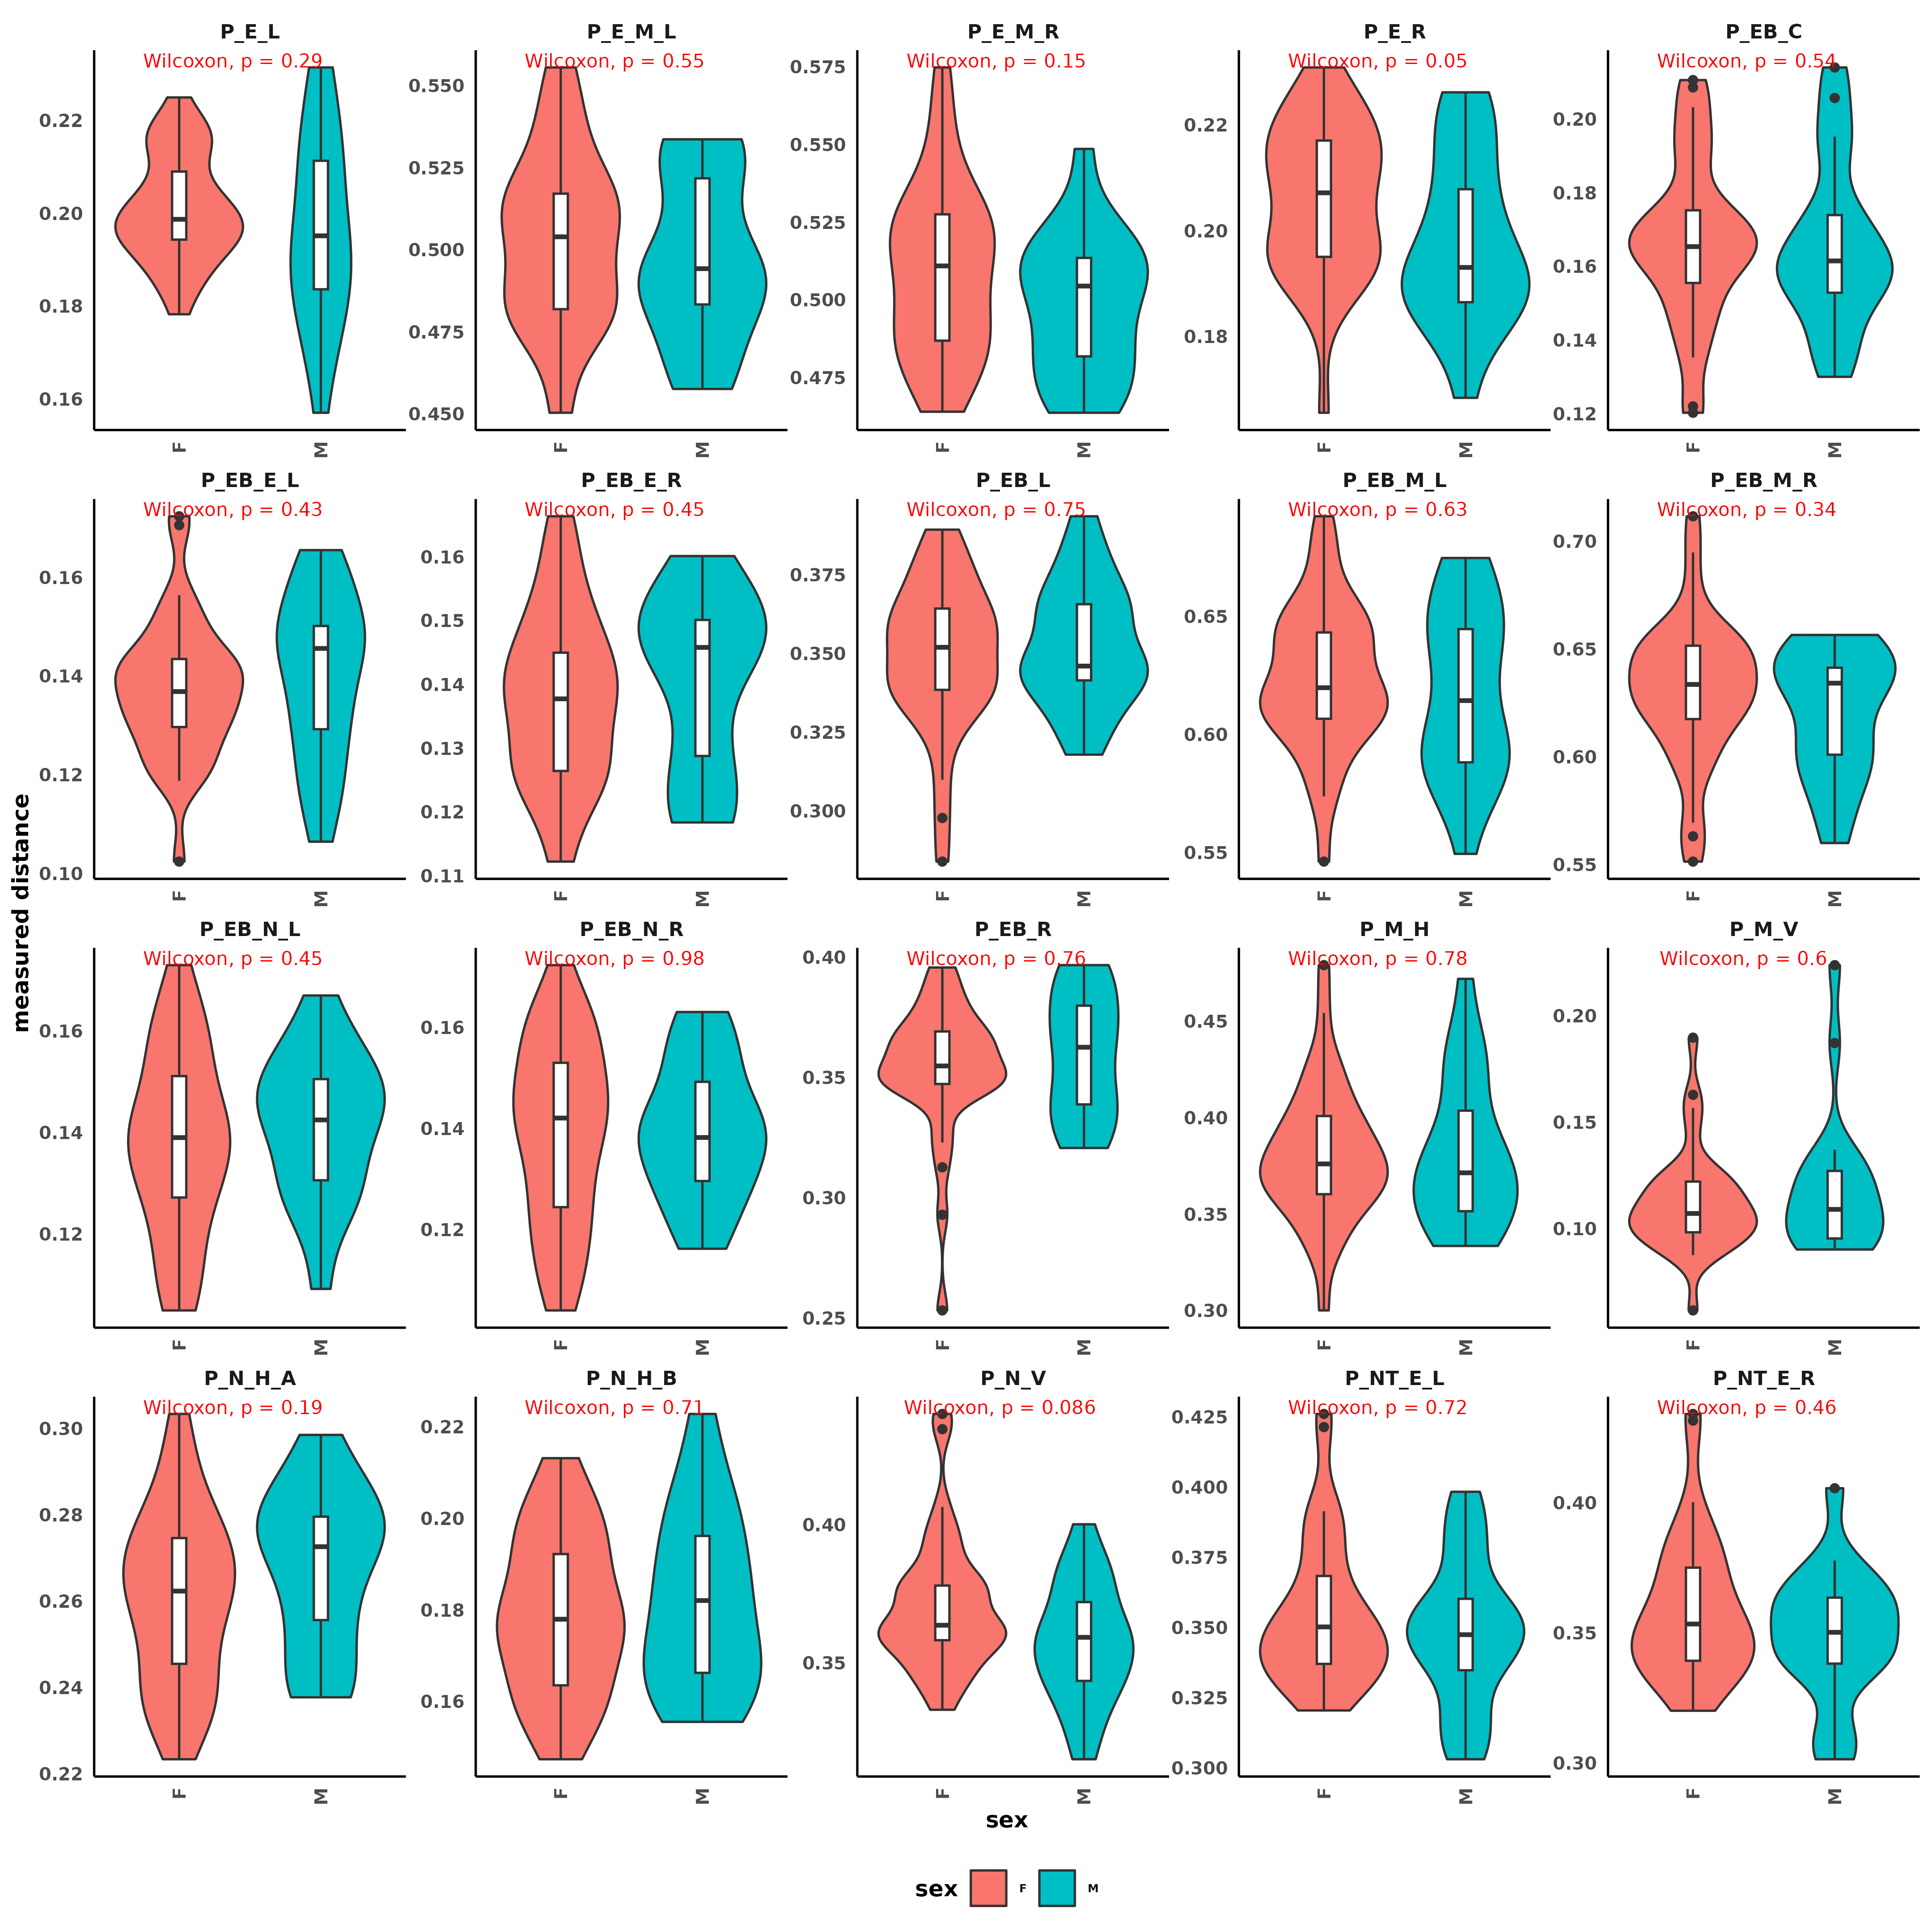 P_E_L
P_E_M_L
P_E_M_R
P_E_R
P_EB_C
Wilcoxon, p = 0.29
Wilcoxon, p = 0.55
Wilcoxon, p = 0.15
Wilcoxon, p = 0.05
Wilcoxon, p = 0.54
0.22
0.20
0.18
0.16
0.550
0.525
0.500
0.475
0.450
0.575
0.550
0.525
0.500
0.475
0.22
0.20
0.18
0.20
0.18
0.16
0.14
0.12
F
M
F
M
F
M
F
M
F
M
P_EB_E_L
P_EB_E_R
P_EB_L
P_EB_M_L
P_EB_M_R
Wilcoxon, p = 0.43
Wilcoxon, p = 0.45
Wilcoxon, p = 0.75
Wilcoxon, p = 0.63
Wilcoxon, p = 0.34
0.16
0.14
0.12
0.10
0.16
0.15
0.14
0.13
0.12
0.11
0.375
0.350
0.325
0.300
0.65
0.60
0.55
0.70
0.65
0.60
0.55
F
M
F
M
F
M
F
M
F
M
measured distance
P_EB_N_L
P_EB_N_R
P_EB_R
P_M_H
P_M_V
Wilcoxon, p = 0.45
Wilcoxon, p = 0.98
Wilcoxon, p = 0.76
Wilcoxon, p = 0.78
Wilcoxon, p = 0.6
0.16
0.14
0.12
0.16
0.14
0.12
0.40
0.35
0.30
0.25
0.45
0.40
0.35
0.30
0.20
0.15
0.10
F
M
F
M
F
M
F
M
F
M
P_N_H_A
P_N_H_B
P_N_V
P_NT_E_L
P_NT_E_R
Wilcoxon, p = 0.19
Wilcoxon, p = 0.71
Wilcoxon, p = 0.086
Wilcoxon, p = 0.72
Wilcoxon, p = 0.46
0.30
0.28
0.26
0.24
0.22
0.22
0.20
0.18
0.16
0.40
0.35
0.425
0.400
0.375
0.350
0.325
0.300
0.40
0.35
0.30
F
M
F
M
F
M
F
M
F
M
sex
sex F M